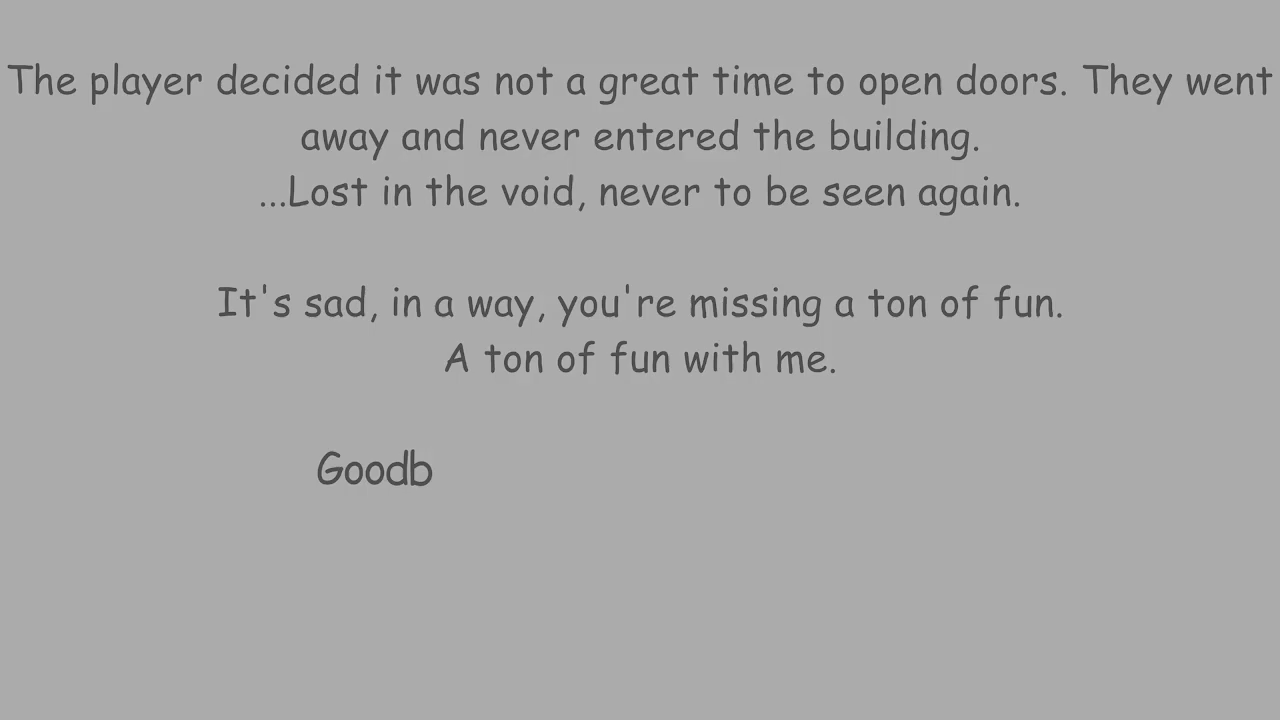 The player decided it was not a great time to open doors. They went
away and never entered the building.
...Lost in the void, never to be seen again.
It's sad, in a way, you're missing a ton of fun.
A ton of fun with me.
Goodb